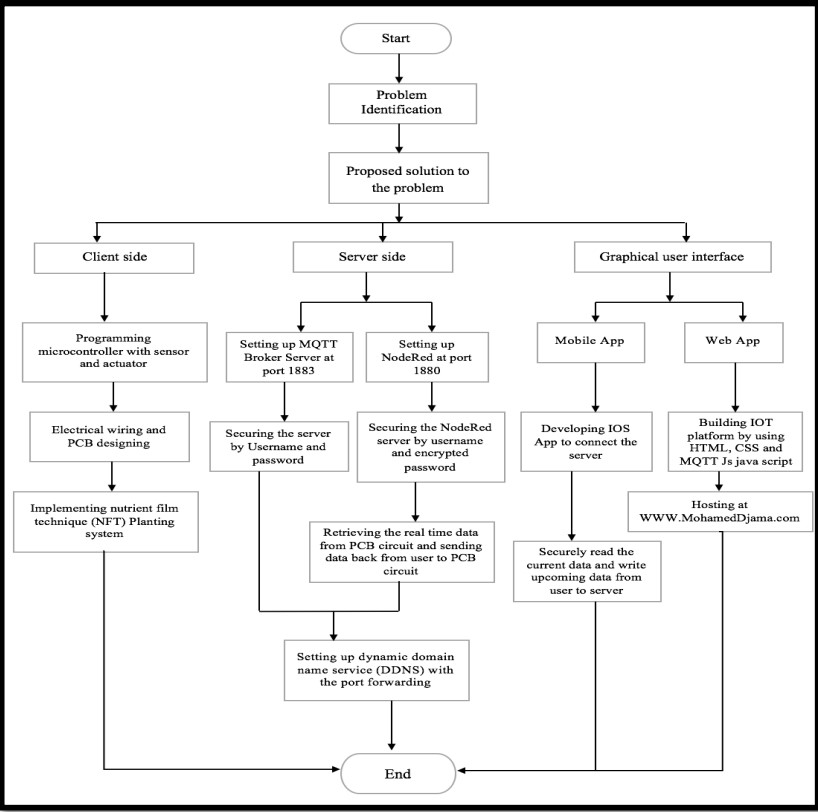 Start
Problem
Identification
Proposed solution to
the problem
Client side
Server side
Graphical user interface
Programming
microcontroller with sensor
and actuator
Setting up MQTT
Broker Server at
port 1883
Setting up
NodeRed at port
1880
Mobile App
Web App
Electrical wiring and
PCB designing
Securing the server
by Username and
password
Securing the NodeRed
server by username
and encrypted
password
Developing IOS
App to connect the
server
Building IOT
platform by using
HTML, CSS and
MQTT Js java script
Implementing nutrient film
technique (NFT) Planting
system
Retrieving the real time data
from PCB circuit and sending
data back from user to PCB
circuit
Securely read the
current data and write
upcoming data from
user to server
Hosting at
WWW.MohamedDjama.com
Setting up dynamic domain
name service (DDNS) with
the port forwarding
End